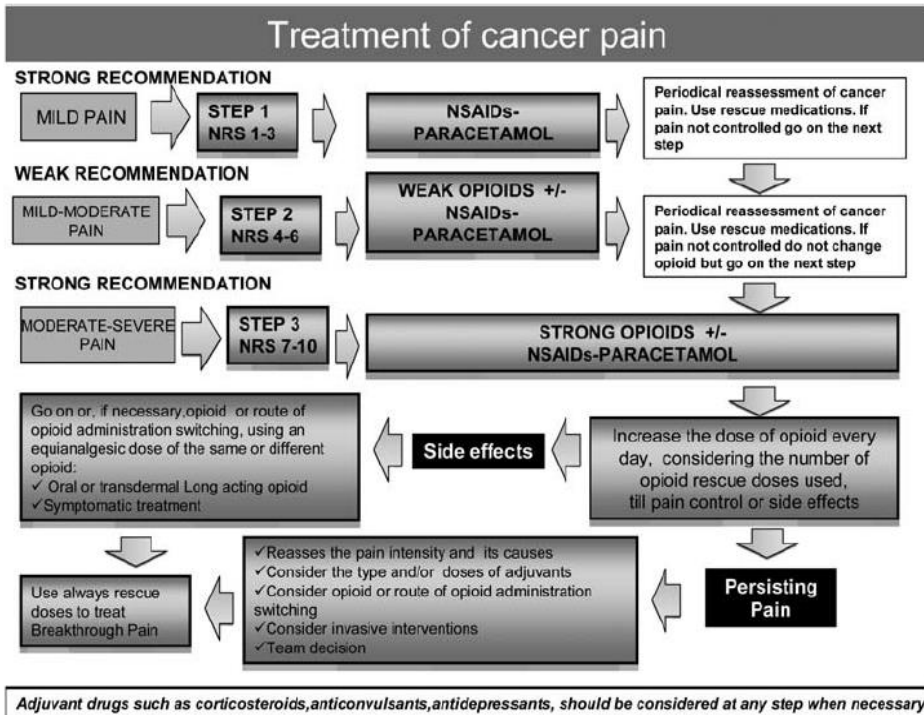 Treatment of cancer pain
STRONG RECOMMENDATION
MILD PAIN
STEP 1
NRS 1-3
NSAIDs-
PARACETAMOL
Periodical reassessment of cancer
pain. Use rescue medications. If
pain not controlled go on the next
step
WEAK RECOMMENDATION
MILD-MODERATE
PAIN
STEP 2
NRS 4-6
WEAK OPIOIDS +/-
NSAIDs-
PARACETAMOL
Periodical reassessment of cancer
pain. Use rescue medications. If
pain not controlled do not change
opioid but go on the next step
STRONG RECOMMENDATION
MODERATE-SEVERE
PAIN
STEP 3
NRS 7-10
STRONG OPIOIDS +/-
NSAIDs-PARACETAMOL
Increase the dose of opioid every
day, considering the number of
opioid rescue doses used,
till pain control or side effects
Side effects
Go on or, if necessary,opioid or route of
opioid administration switching, using an
equianalgesic dose of the same or different
opioid:
✓ Oral or transdermal Long acting opioid
✓Symptomatic treatment
Persisting
Pain
✓Reasses the pain intensity and its causes
✓Consider the type and/or doses of adjuvants
✓Consider opioid or route of opioid administration
switching
✓Consider invasive interventions
✓Team decision
Use always rescue
doses to treat
Breakthrough Pain
Adjuvant drugs such as corticosteroids,anticonvulsants,antidepressants, should be considered at any step when necessary